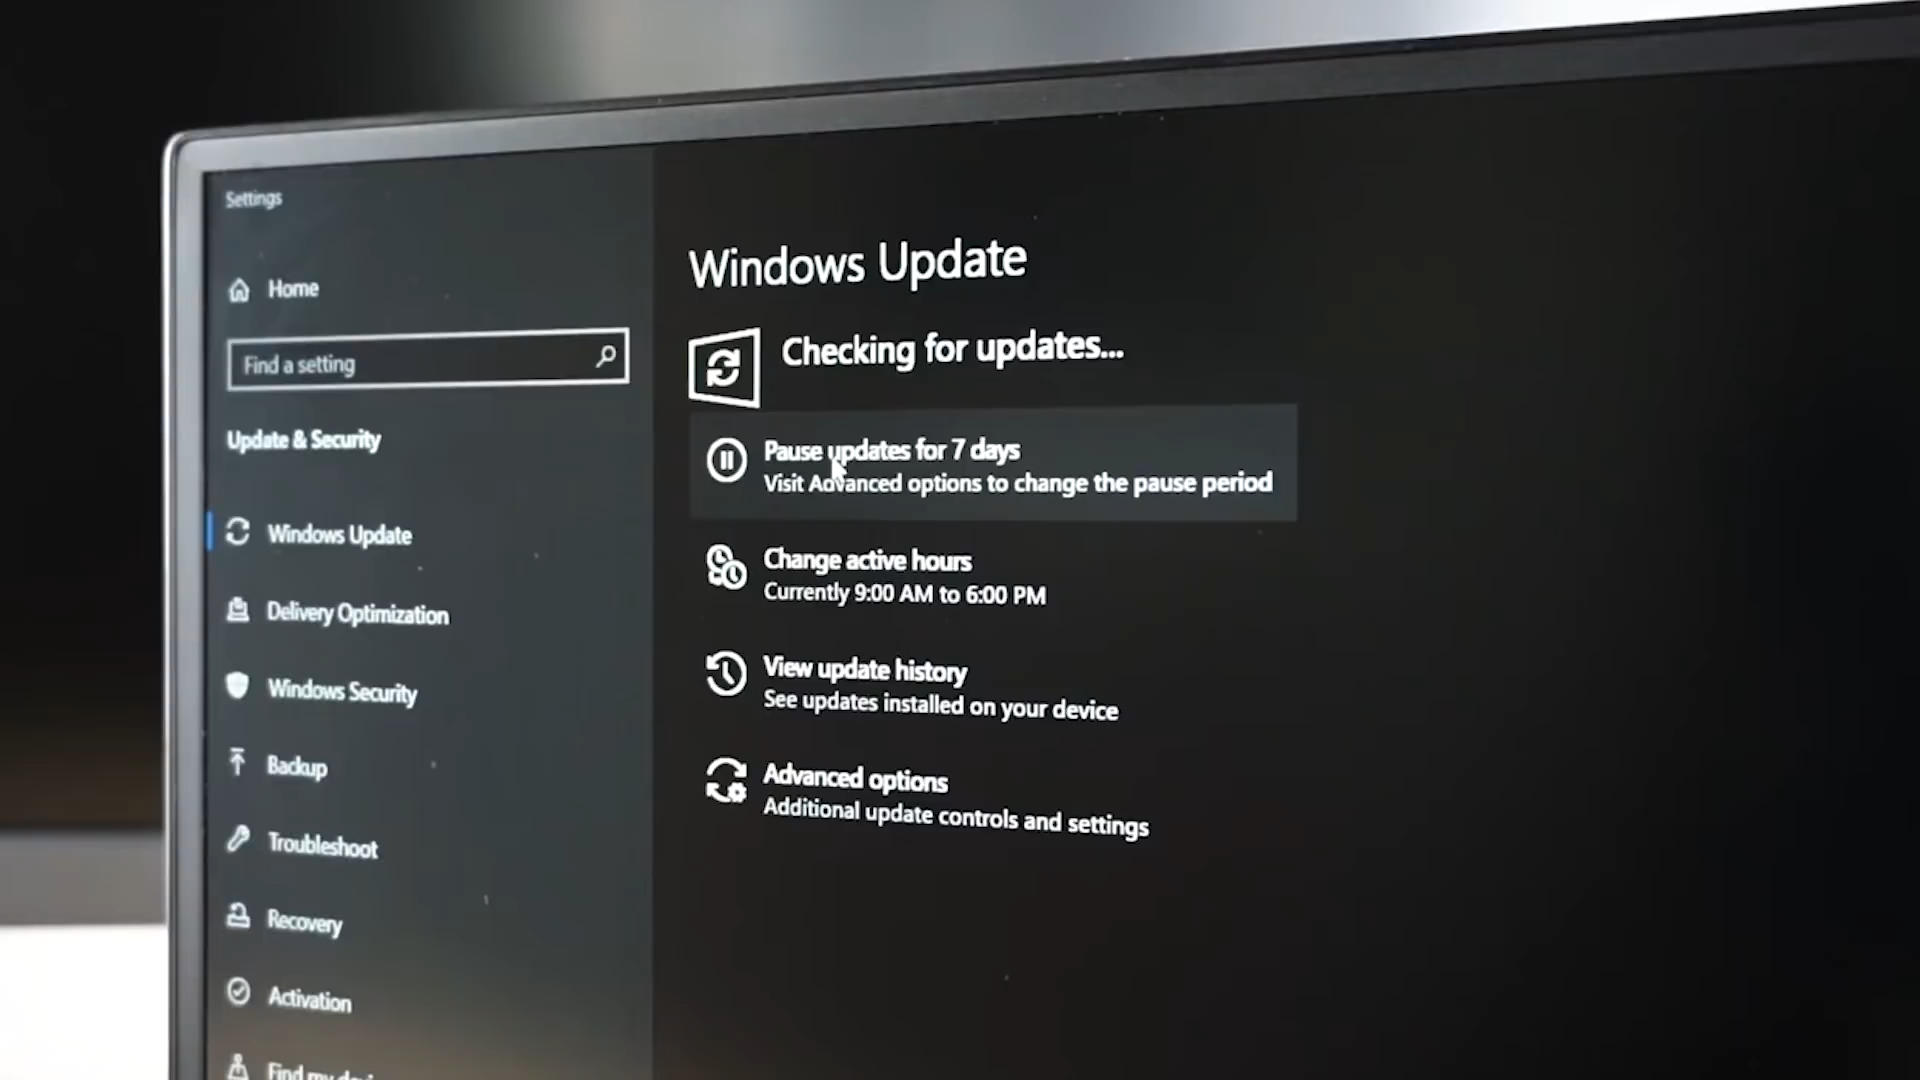 Settings
Home
Find a setting
Update & Security
Windows Update
Delivery Optimization
Windows Security
Backup
Troubleshoot
Recovery
Activation
Find my
Windows Update
Checking for updates...
Pause updates for 7 days
Visit Advanced options to change the pause period
Change active hours
Currently 9:00 AM to 6:00 PM
View update history
See updates installed on your device
Advanced options
Additional update controls and settings